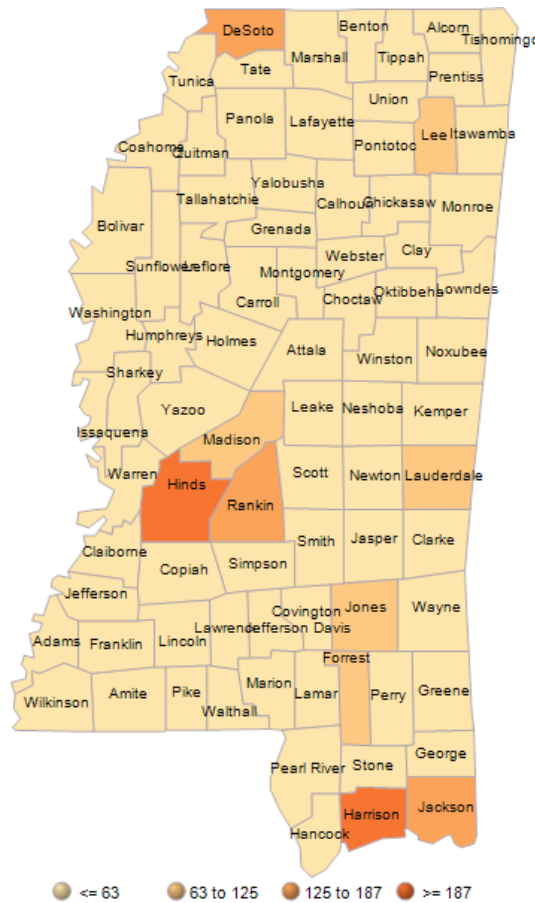 DeSoto
Benton
Alcorn
Tishomingo
Marshall
Tippah
Tunica
Tate
Prentiss
Union
Panola
Lafayette
Lee
Itawamba
Coahoma
Quitman
Pontotoc
Yalobusha
Tallahatchie
Calhoun
Chickasaw
Monroe
Bolivar
Grenada
Webster
Clay
Sunflower
Leflore
Montgomery
Carroll
Choctaw
Oktibbeha
Lowndes
Washington
Humphreys
Holmes
Attala
Winston
Noxubee
Sharkey
Yazoo
Leake
Neshoba
Kemper
Issaquena
Madison
Warren
Hinds
Scott
Newton
Lauderdale
Rankin
Claiborne
Copiah
Simpson
Smith
Jasper
Clarke
Jefferson
Covington
Jones
Wayne
Adams
Franklin
Lincoln
Lawrence
Jefferson Davis
Forrest
Wilkinson
Amite
Pike
Walthall
Marion
Lamar
Perry
Greene
Pearl River
Stone
George
Hancock
Harrison
Jackson
<= 63 63 to 125 125 to 187 >= 187